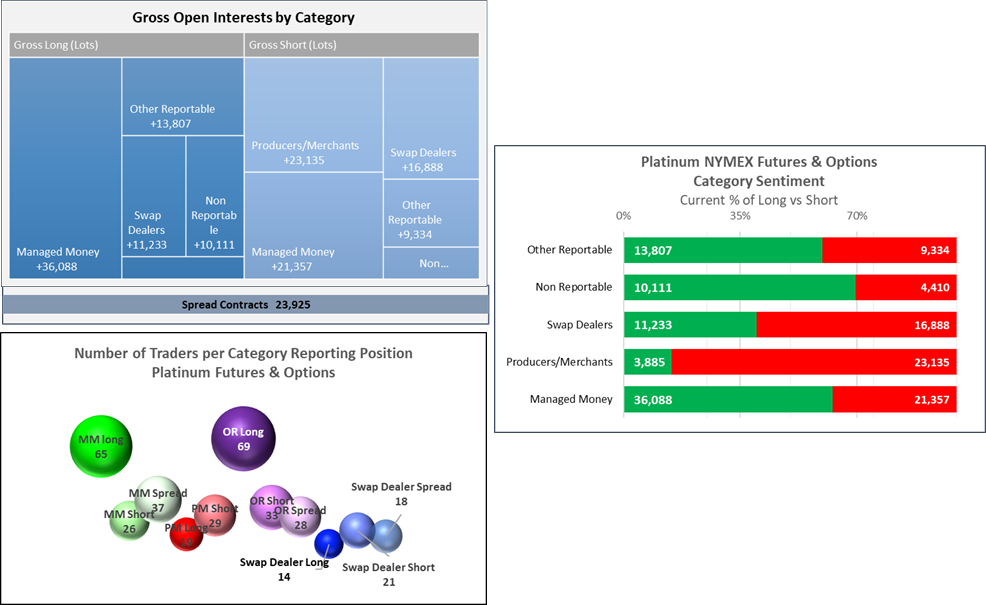 Gross Open Interests by Category
Gross Long (Lots)
Gross Short (Lots)
Managed Money
+36,088
Other Reportable
+13,807
Swap
Dealers
+11,233
Non
Reportab
le
+10,111
Producers/Merchants
+23,135
Managed Money
+21,357
Swap Dealers
+16,888
Other
Reportable
+9,334
Non...
Spread Contracts 23,925
Number of Traders per Category Reporting Position
Platinum Futures & Options
MM long
65
OR Long
69
MM Spread
37
MM Short
26
PM Short
29
PM Long
OR Short
33
OR Spread
28
Swap Dealer Spread
18
Swap Dealer Long
14
Swap Dealer Short
21
Platinum NYMEX Futures & Options
Category Sentiment
Current % of Long vs Short
0% 35% 70%
Other Reportable 13,807 9,334
Non Reportable 10,111 4,410
Swap Dealers 11,233 16,888
Producers/Merchants 3,885 23,135
Managed Money 36,088 21,357